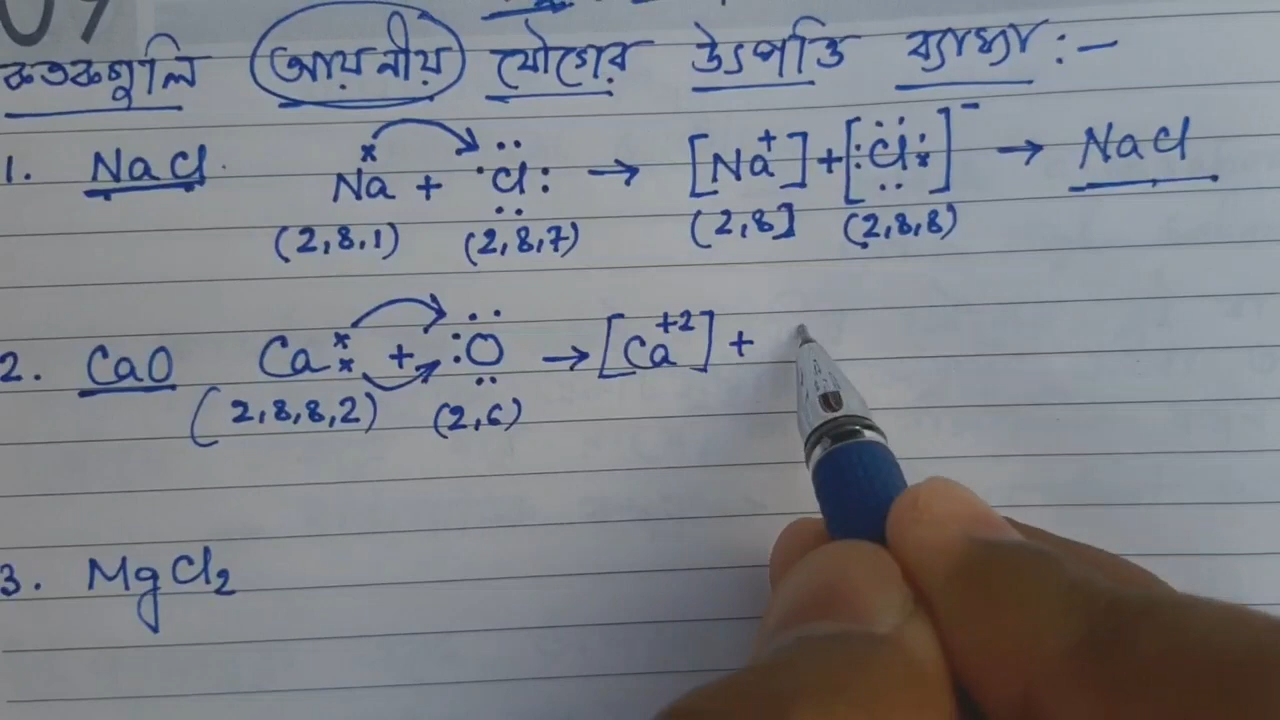 কতকগুলি আয়নীয় যৌগের উৎপত্তি ব্যাখ্যা :-
1. NaCl. Na + Cl → [Na+] + [Cl]- → NaCl
(2,8,1) (2,8,7) (2,8] (2,8,8)
2. CaO Ca + O → [Ca+2] +
(2,8,8,2) (2,6)
3. MgCl2